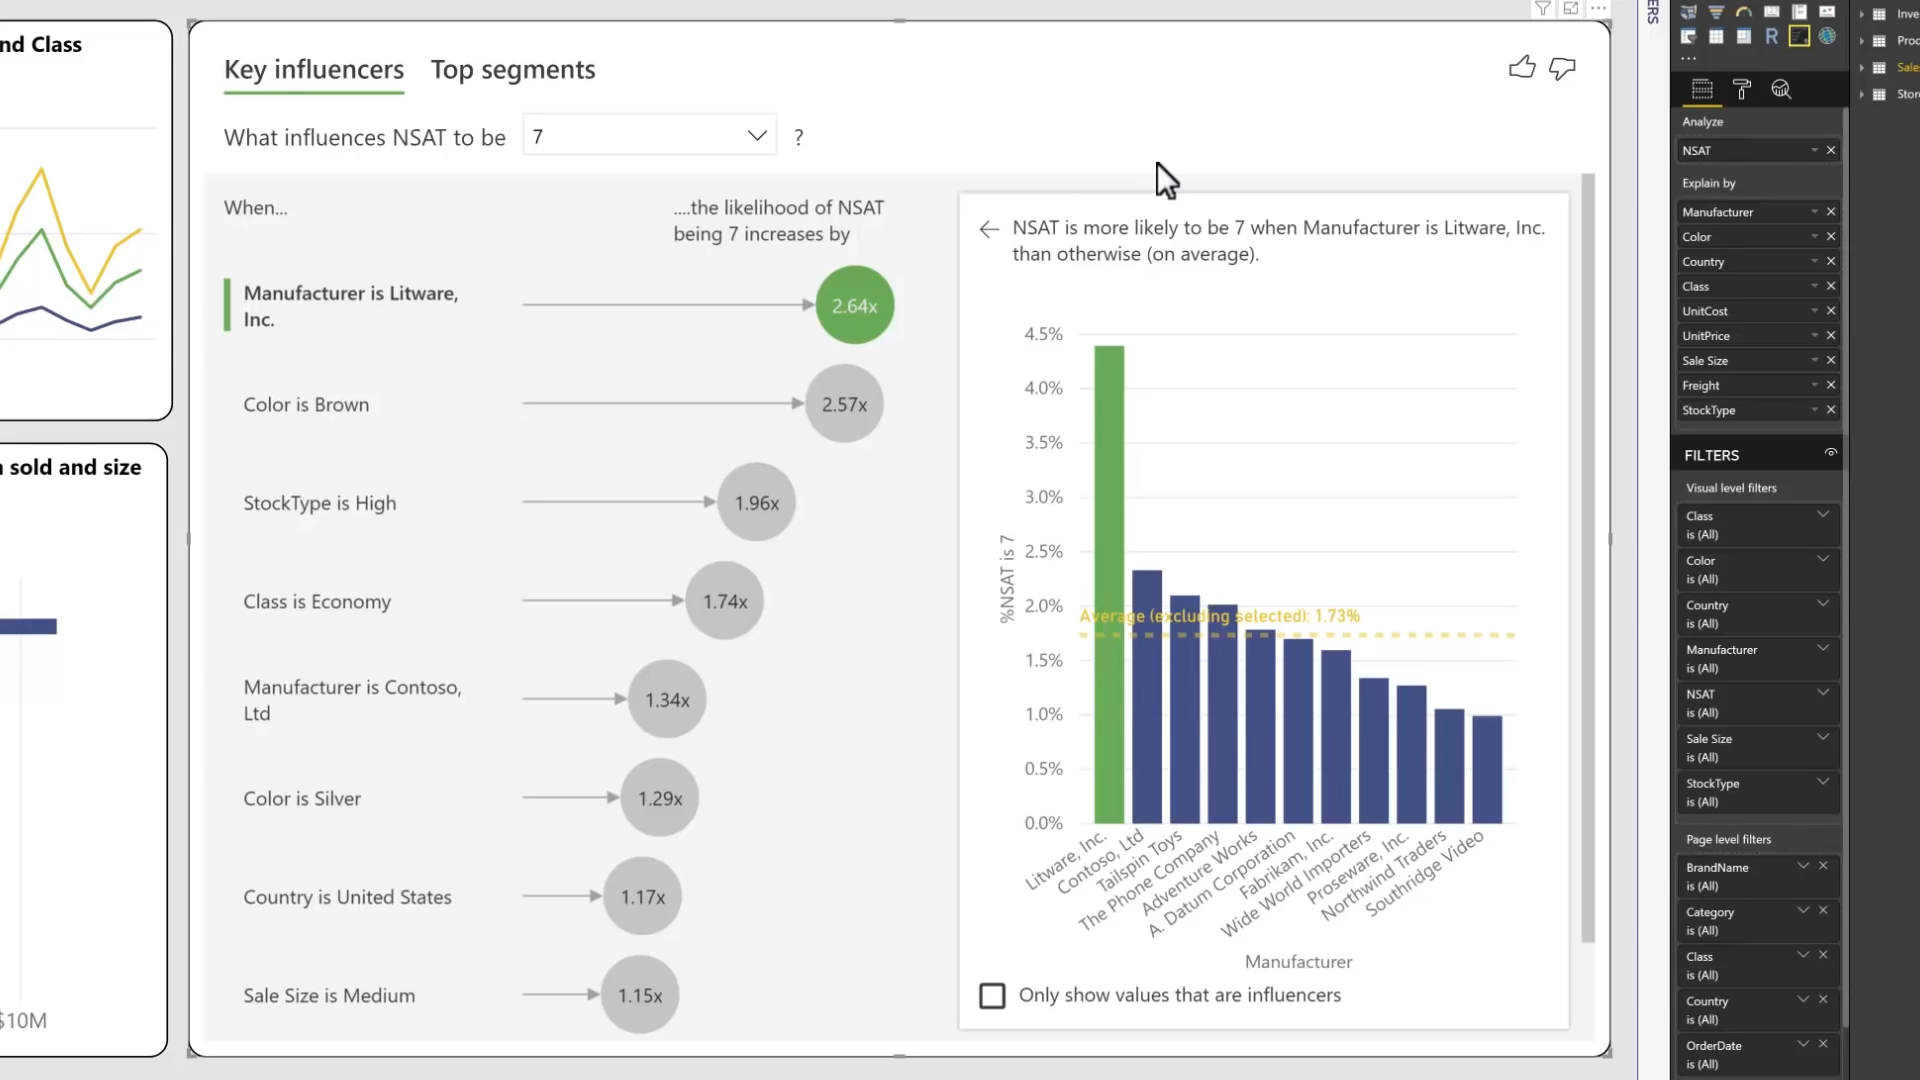 nd Class
sold and size
$10M
Key influencers
Top segments
What influences NSAT to be
7
?
When...
....the likelihood of NSAT
being 7 increases by
Manufacturer is Litware,
Inc.
2.64x
Color is Brown
2.57x
StockType is High
1.96x
Class is Economy
1.74x
Manufacturer is Contoso,
Ltd
1.34x
Color is Silver
1.29x
Country is United States
1.17x
Sale Size is Medium
1.15x
NSAT is more likely to be 7 when Manufacturer is Litware, Inc.
than otherwise (on average).
4.5%
4.0%
3.5%
3.0%
2.5%
2.0%
1.5%
1.0%
0.5%
0.0%
%NSAT is 7
Average (excluding selected): 1.73%
Litware, Inc.
Contoso, Ltd
Tailspin Toys
The Phone Company
Adventure Works
A. Datum Corporation
Fabrikam, Inc.
Wide World Importers
Proseware, Inc.
Northwind Traders
Southridge Video
Manufacturer
Only show values that are influencers
ERS
R
...
Analyze
NSAT
Explain by
Manufacturer
Color
Country
Class
UnitCost
UnitPrice
Sale Size
Freight
StockType
FILTERS
Visual level filters
Class
is (All)
Color
is (All)
Country
is (All)
Manufacturer
is (All)
NSAT
is (All)
Sale Size
is (All)
StockType
is (All)
Page level filters
BrandName
is (All)
Category
is (All)
Class
is (All)
Country
is (All)
OrderDate
is (All)
Inve
Proc
Sales
Store